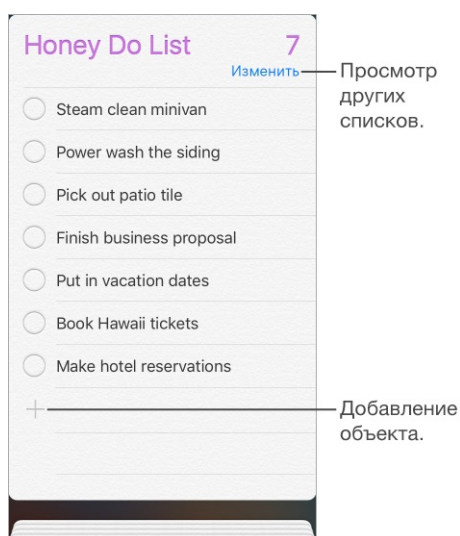 Honey Do List 7
Изменить
Просмотр
других
списков.
Steam clean minivan
Power wash the siding
Pick out patio tile
Finish business proposal
Put in vacation dates
Book Hawaii tickets
Make hotel reservations
Добавление
объекта.